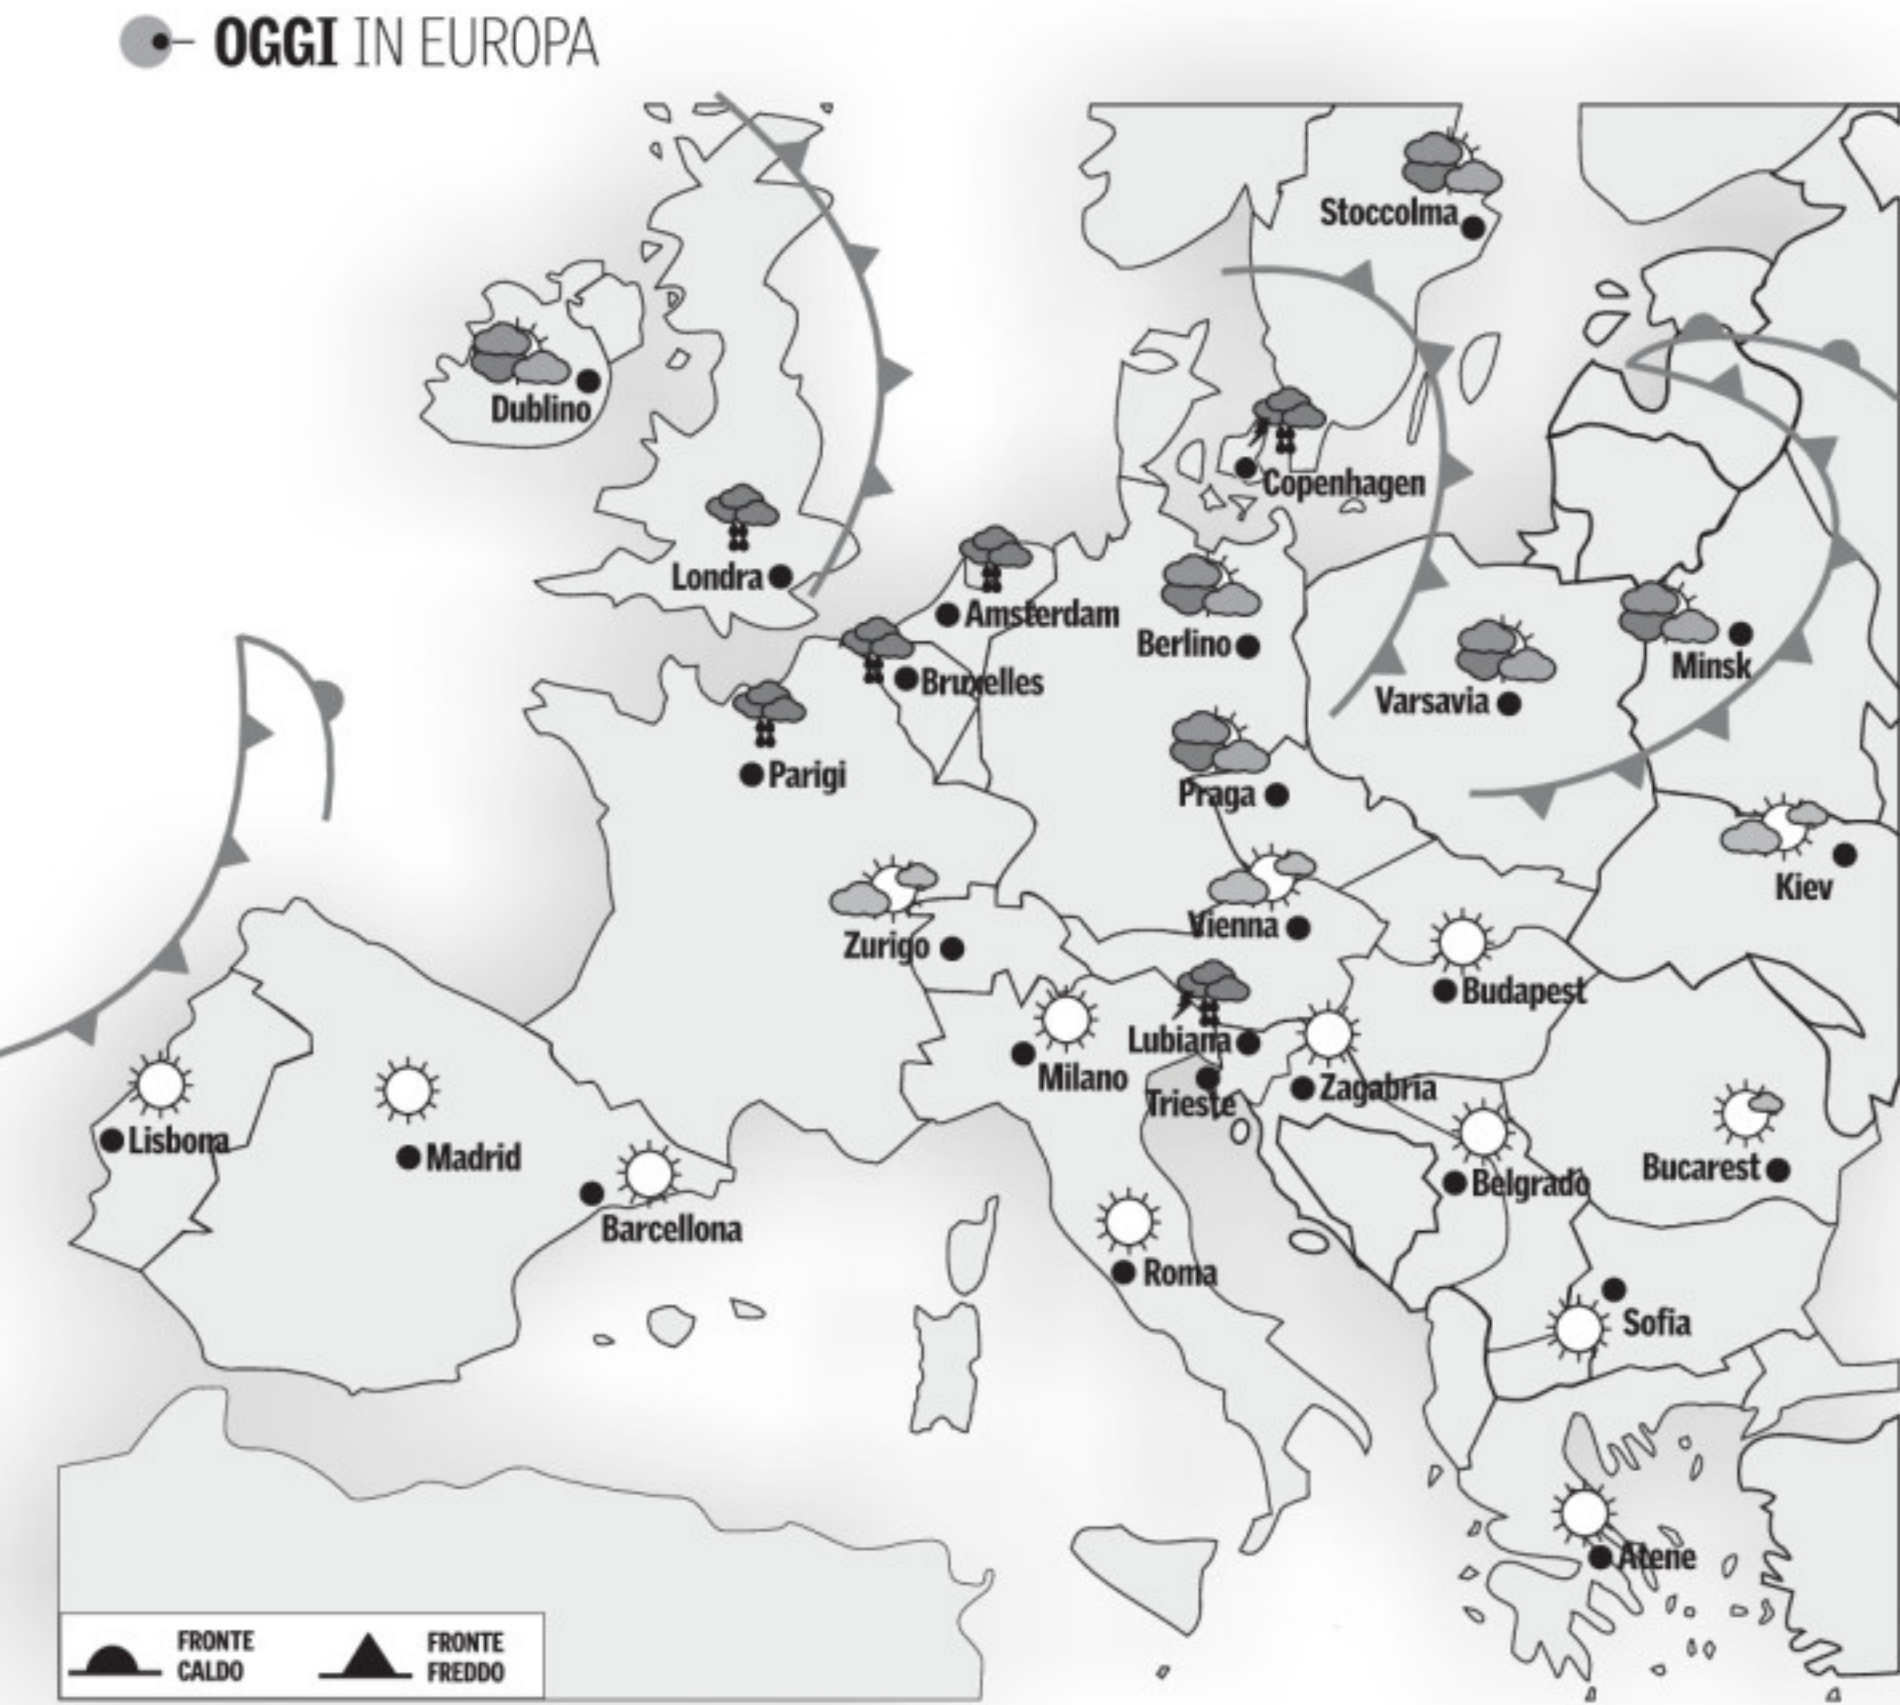 OGGI IN EUROPA
Stoccolma
Dublino
Copenhagen
Londra
Amsterdam
Berlino
Minsk
Bruxelles
Varsavia
Parigi
Praga
Kiev
Vienna
Zurigo
Budapest
Lubiana
Milano
Zagabria
Trieste
Lisbona
Madrid
Bucarest
Belgrado
Barcellona
Roma
Sofia
Atene
FRONTE
CALDO
FRONTE
FREDDO